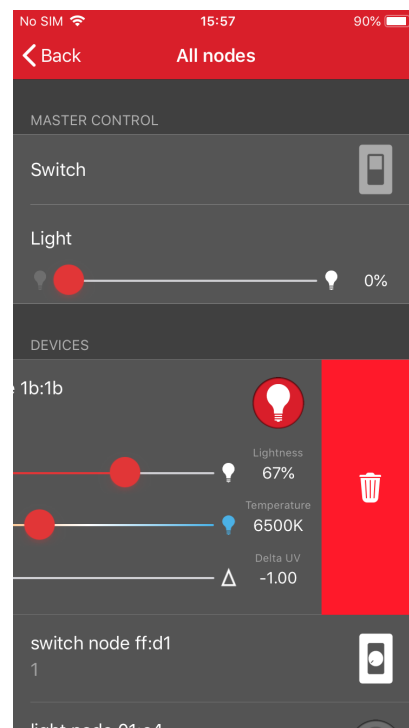 No SIM 15:57 90%
Back All nodes
MASTER CONTROL
Switch
Light
0%
DEVICES
1b:1b
Lightness
67%
Temperature
6500K
Delta UV
Δ -1.00
switch node ff:d1
1